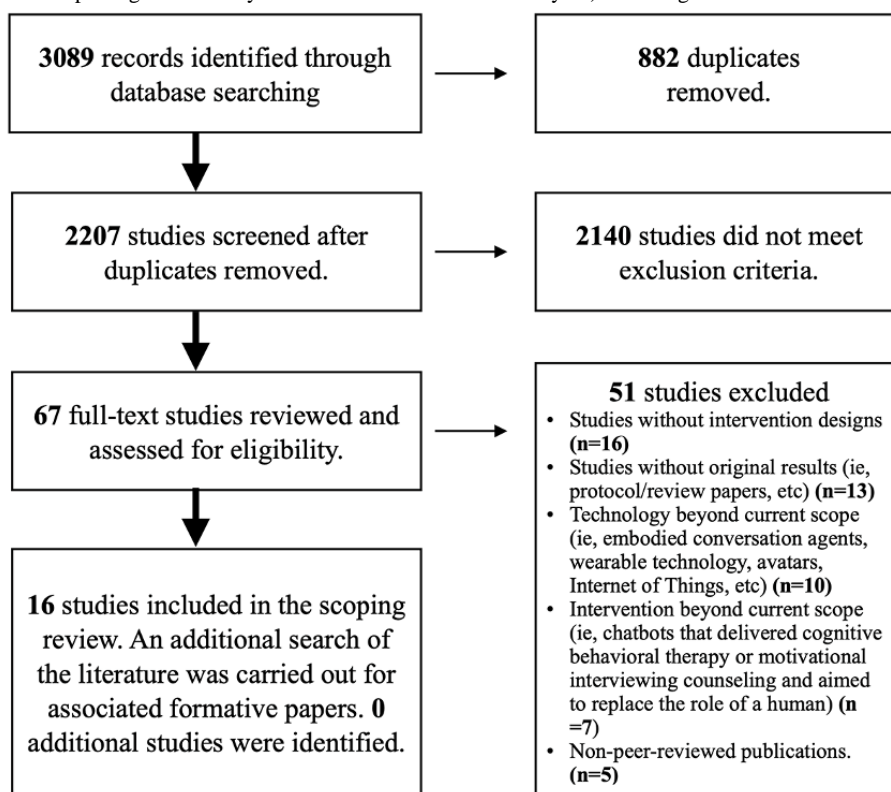 3089 records identified through
database searching
882 duplicates
removed.
2207 studies screened after
duplicates removed.
2140 studies did not meet
exclusion criteria.
67 full-text studies reviewed and
assessed for eligibility.
51 studies excluded
• Studies without intervention designs
(n=16)
• Studies without original results (ie,
protocol/review papers, etc) (n=13)
• Technology beyond current scope
(ie, embodied conversation agents,
wearable technology, avatars,
Internet of Things, etc) (n=10)
• Intervention beyond current scope
(ie, chatbots that delivered cognitive
behavioral therapy or motivational
interviewing counseling and aimed
to replace the role of a human) (n
=7)
• Non-peer-reviewed publications.
(n=5)
16 studies included in the scoping
review. An additional search of
the literature was carried out for
associated formative papers. 0
additional studies were identified.